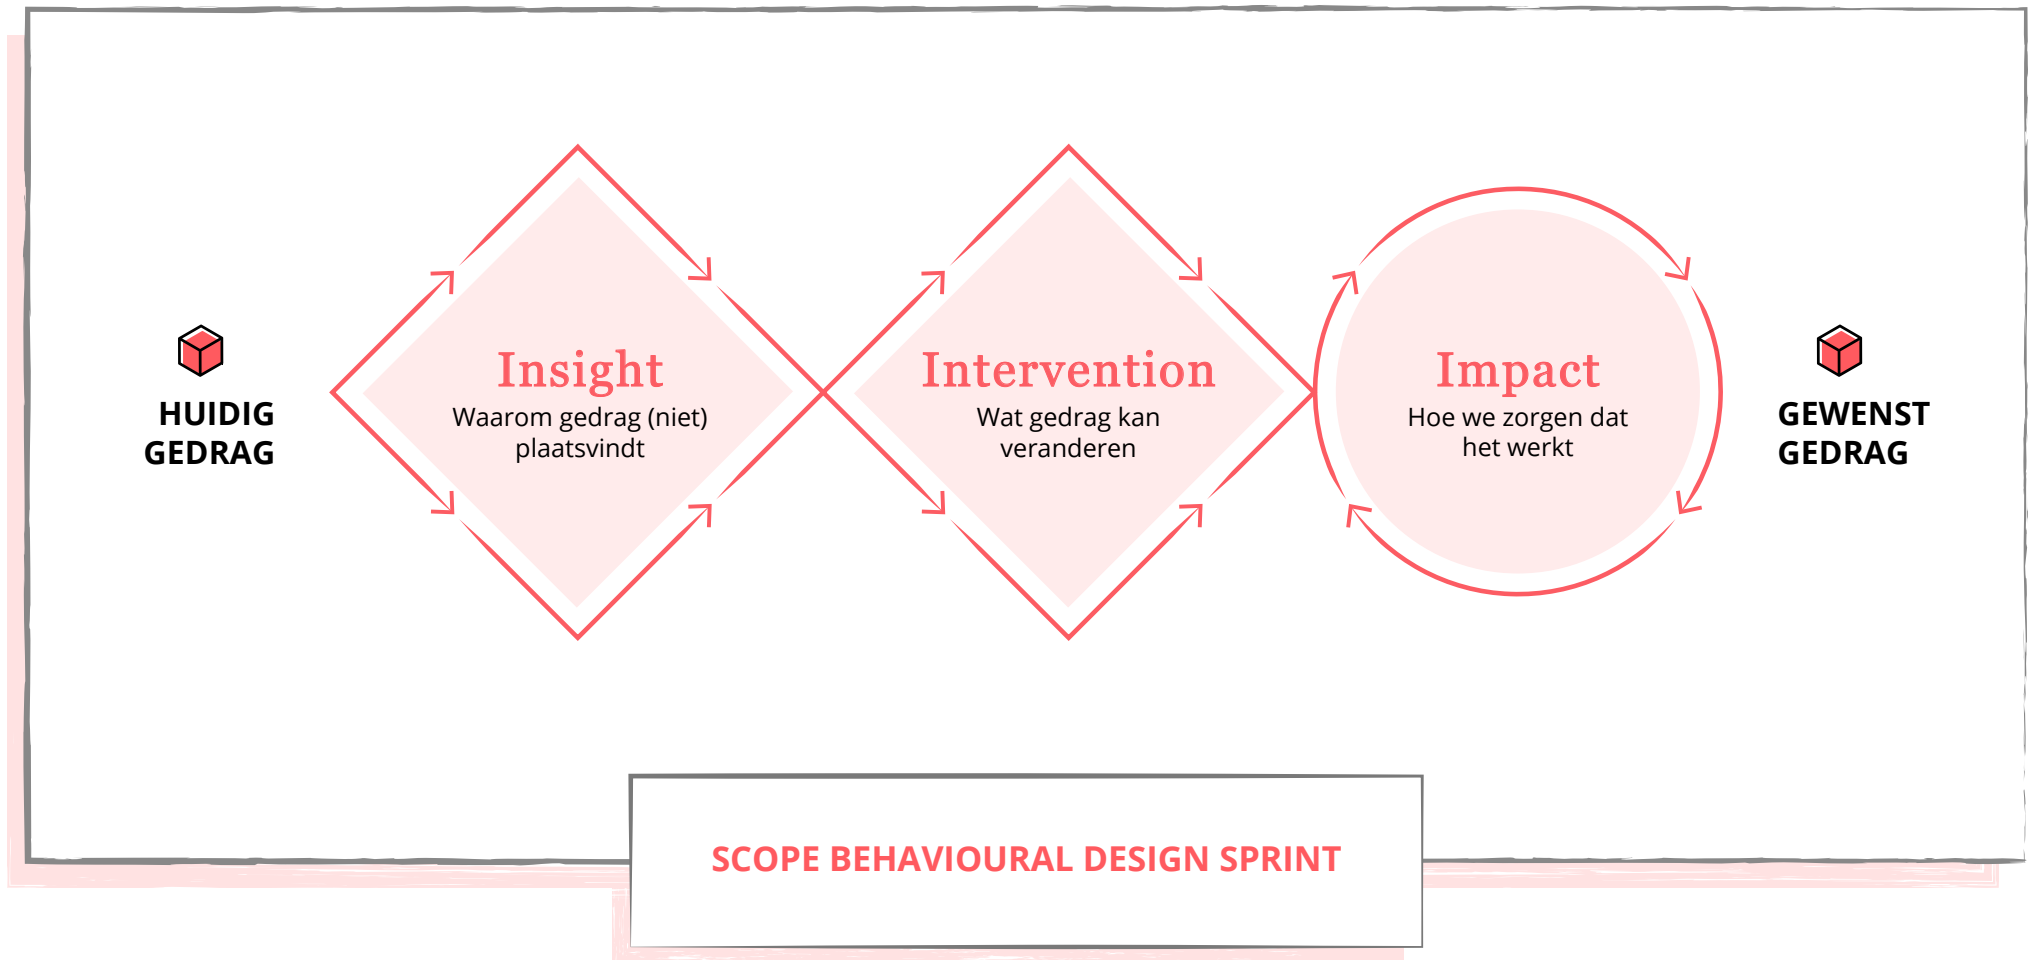 HUIDIG
GEDRAG
Insight
Waarom gedrag (niet)
plaatsvindt
Intervention
Wat gedrag kan
veranderen
Impact
Hoe we zorgen dat
het werkt
GEWENST
GEDRAG
SCOPE BEHAVIOURAL DESIGN SPRINT